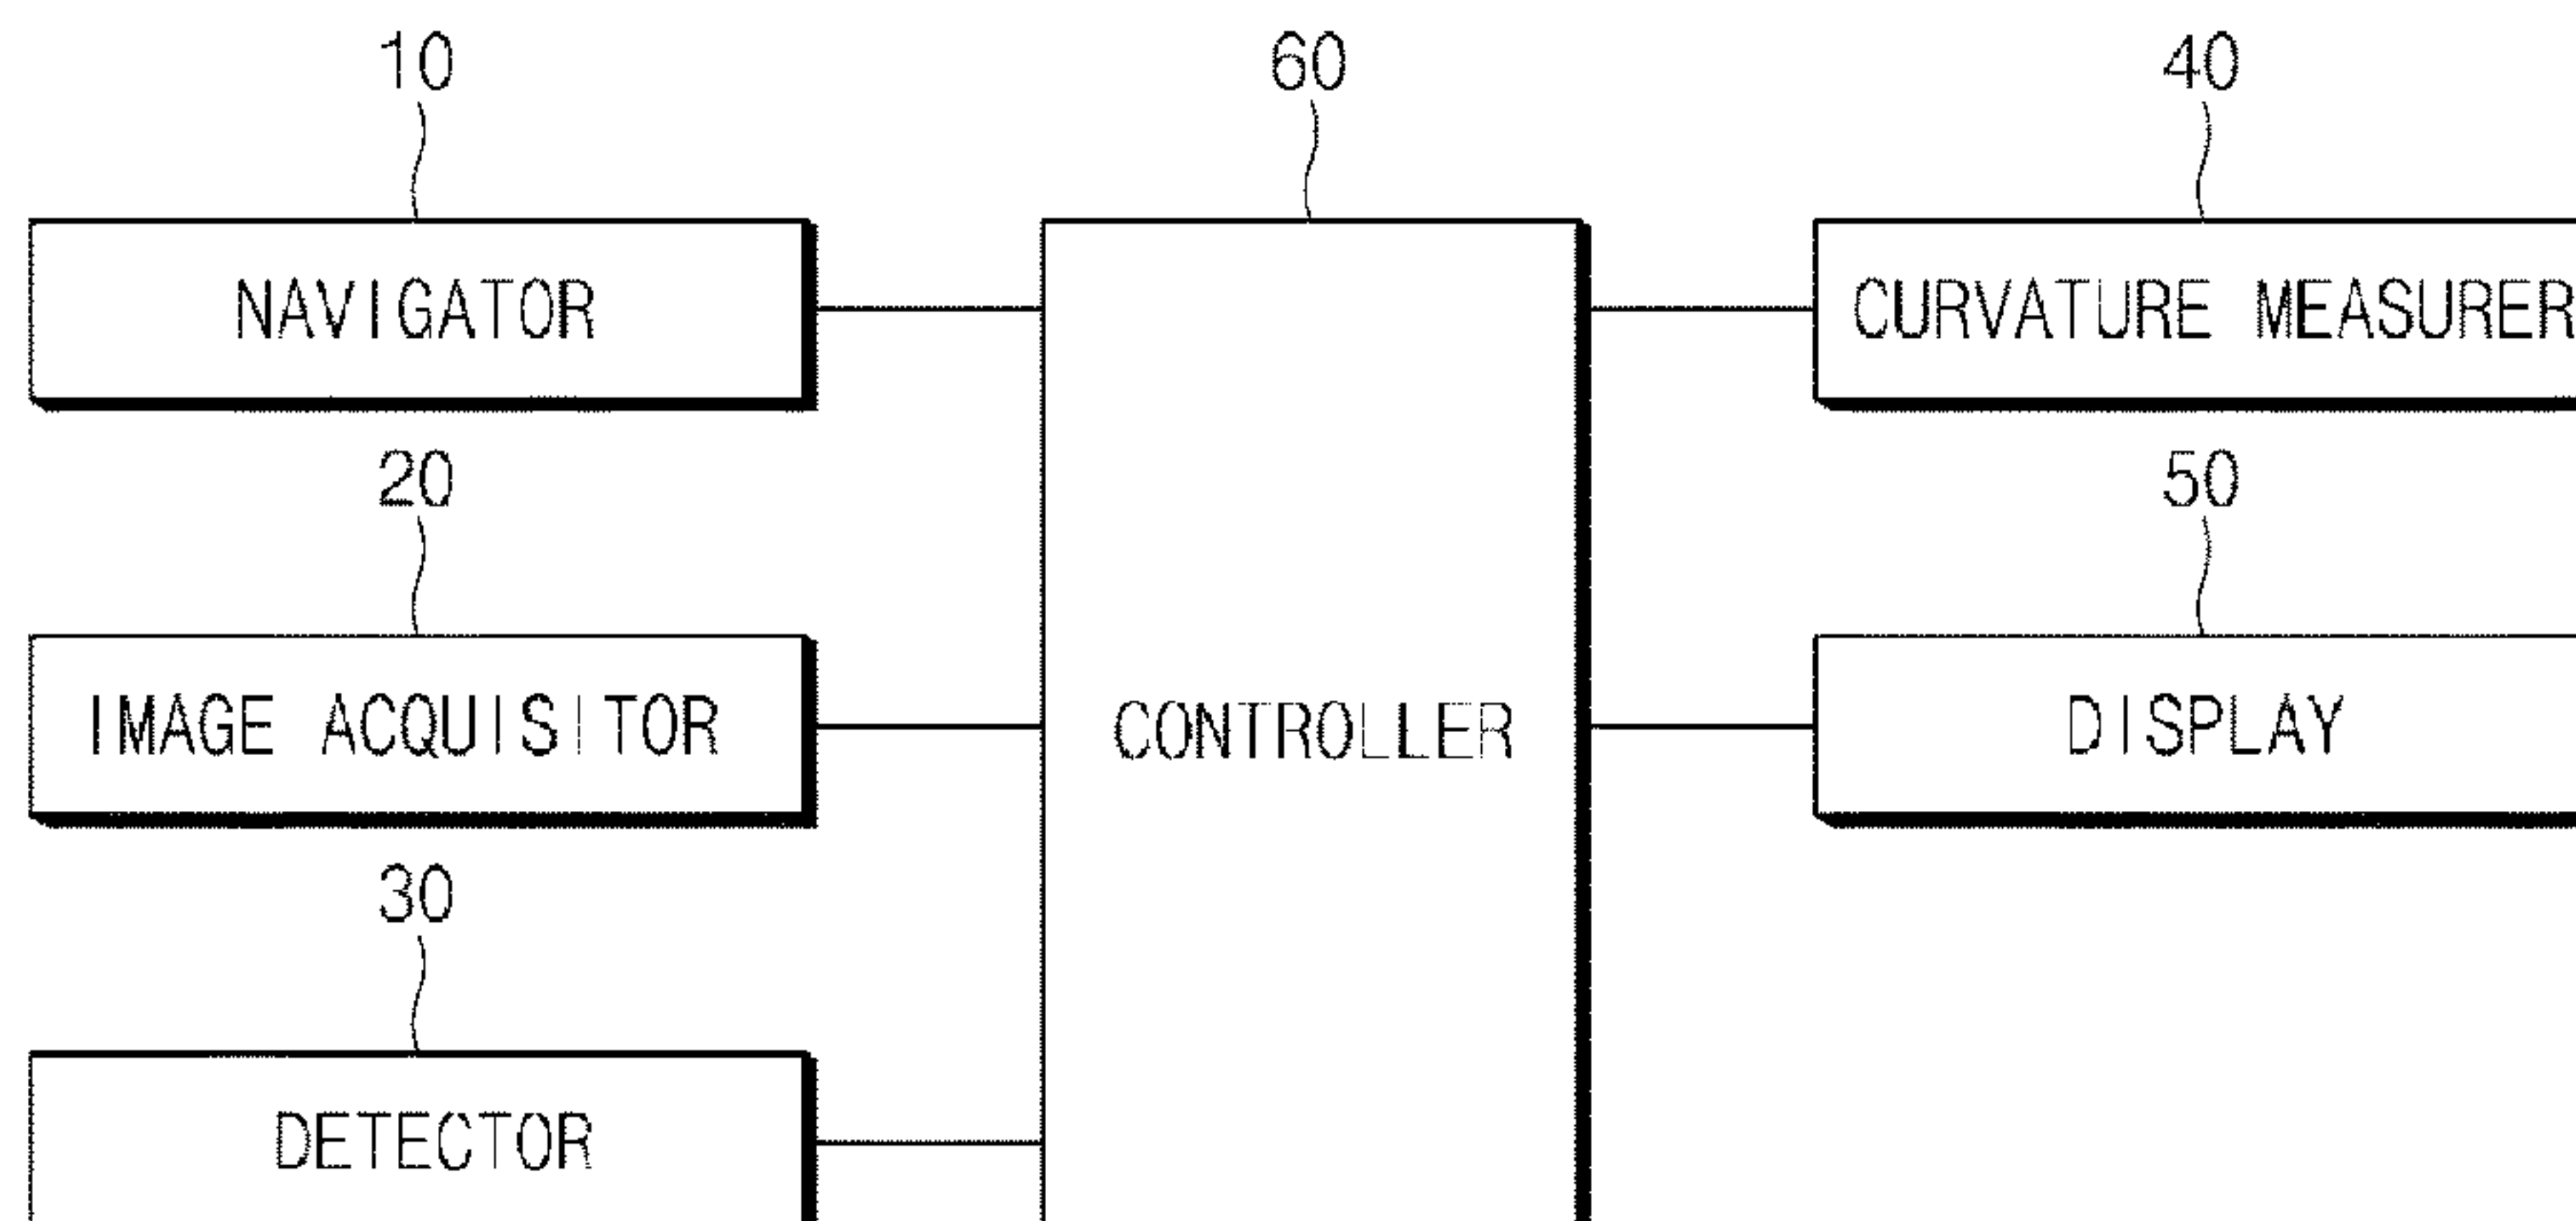 10
60
40
NAVIGATOR
CURVATURE MEASURER
20
50
IMAGE ACQUISITOR
CONTROLLER
DISPLAY
30
DETECTOR